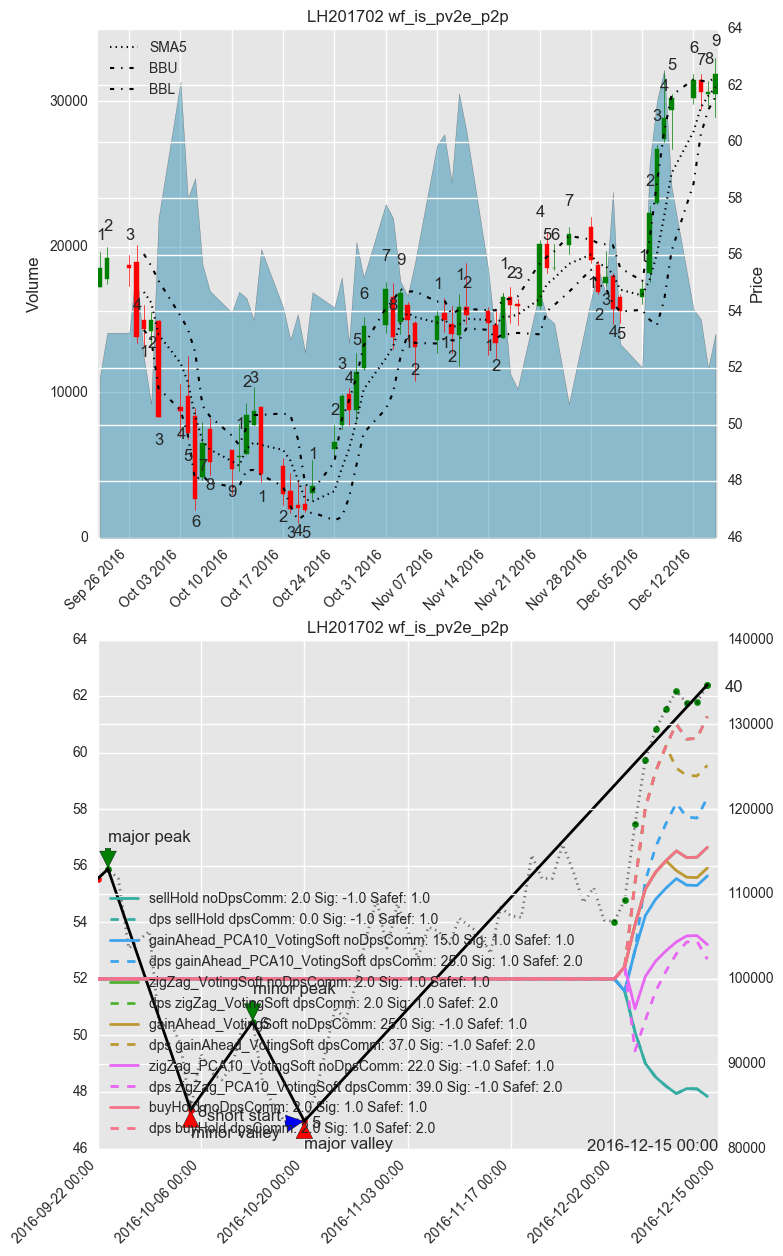 LH201702 wf_is_pv2e_p2p
SMA5
BBU
BBL
Volume
30000
20000
10000
0
Price
64
62
60
58
56
54
52
50
48
46
Sep 26 2016
Oct 03 2016
Oct 10 2016
Oct 17 2016
Oct 24 2016
Oct 31 2016
Nov 07 2016
Nov 14 2016
Nov 21 2016
Nov 28 2016
Dec 05 2016
Dec 12 2016
LH201702 wf_is_pv2e_p2p
64
62
60
58
56
54
52
50
48
46
140000
130000
120000
110000
100000
90000
80000
40
major peak
sellHold noDpsComm: 2.0 Sig: -1.0 Safef: 1.0
dps sellHold dpsComm: 0.0 Sig: -1.0 Safef: 1.0
gainAhead_PCA10_VotingSoft noDpsComm: 15.0 Sig: 1.0 Safef: 1.0
dps gainAhead_PCA10_VotingSoft dpsComm: 25.0 Sig: 1.0 Safef: 2.0
zigZag_VotingSoft noDpsComm: 2.0 Sig: 1.0 Safef: 1.0
dps zigZag_VotingSoft dpsComm: 2.0 Sig: 1.0 Safef: 2.0
gainAhead_VotingSoft noDpsComm: 25.0 Sig: -1.0 Safef: 1.0
dps gainAhead_VotingSoft dpsComm: 37.0 Sig: -1.0 Safef: 2.0
zigZag_PCA10_VotingSoft noDpsComm: 22.0 Sig: -1.0 Safef: 1.0
dps zigZag_PCA10_VotingSoft dpsComm: 39.0 Sig: -1.0 Safef: 2.0
buyHold noDpsComm: 2.0 Sig: 1.0 Safef: 1.0
dps buyHold dpsComm: 2.0 Sig: 1.0 Safef: 2.0
minor peak
short start
5
minor valley
major valley
2016-12-15 00:00
2016-09-22 00:00
2016-10-06 00:00
2016-10-20 00:00
2016-11-03 00:00
2016-11-17 00:00
2016-12-02 00:00
2016-12-15 00:00